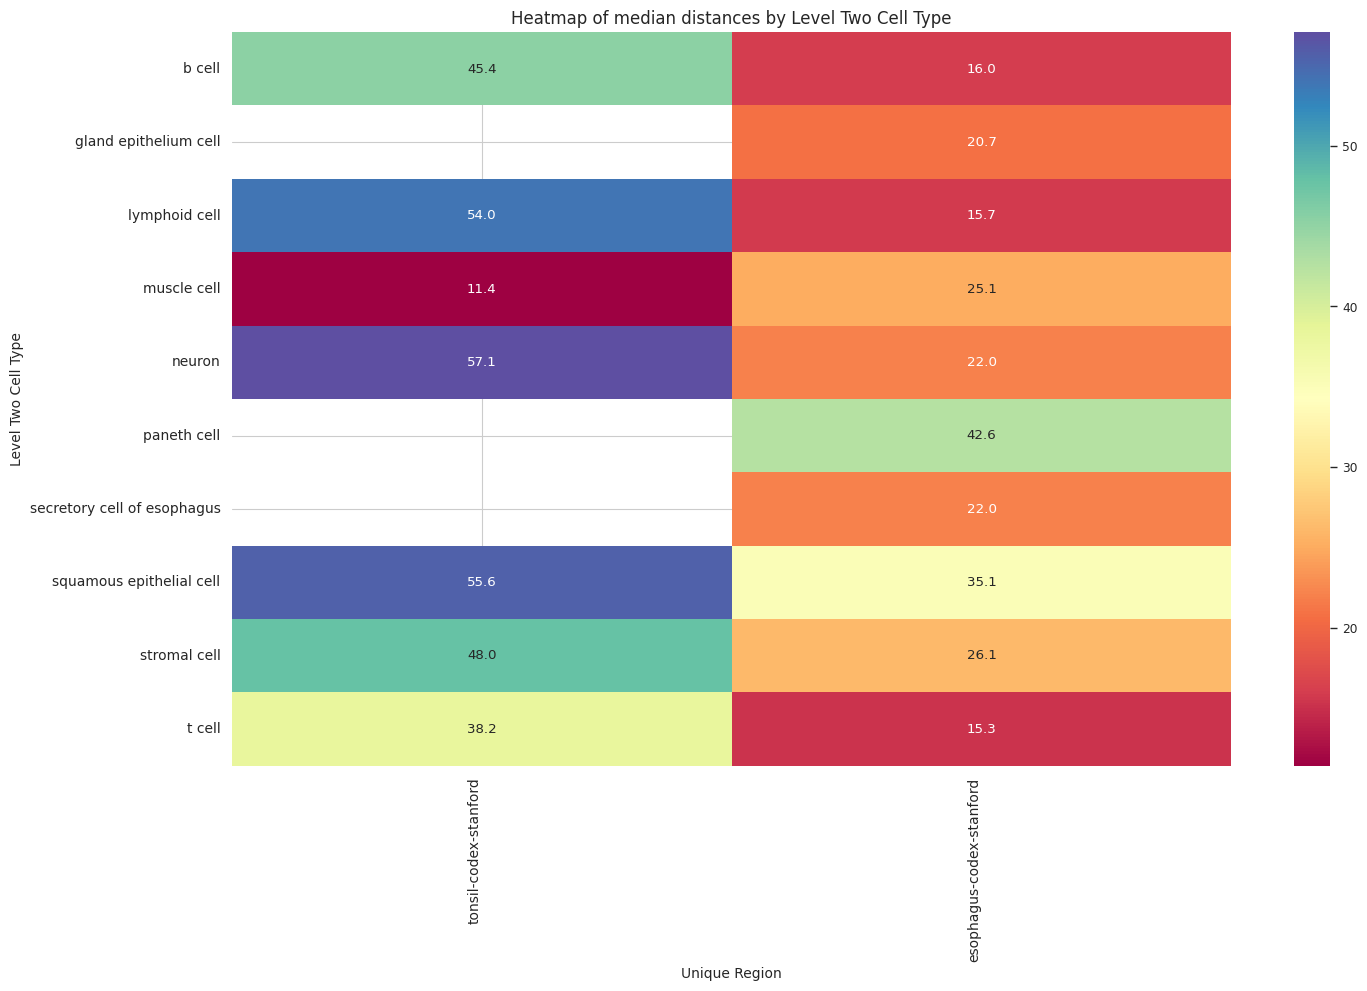 Heatmap of median distances by Level Two Cell Type
b cell 45.4 16.0
gland epithelium cell 20.7
lymphoid cell 54.0 15.7
muscle cell 11.4 25.1
neuron 57.1 22.0
paneth cell 42.6
secretory cell of esophagus 22.0
squamous epithelial cell 55.6 35.1
stromal cell 48.0 26.1
t cell 38.2 15.3
Level Two Cell Type
tonsil-codex-stanford
esophagus-codex-stanford
Unique Region
50
40
30
20